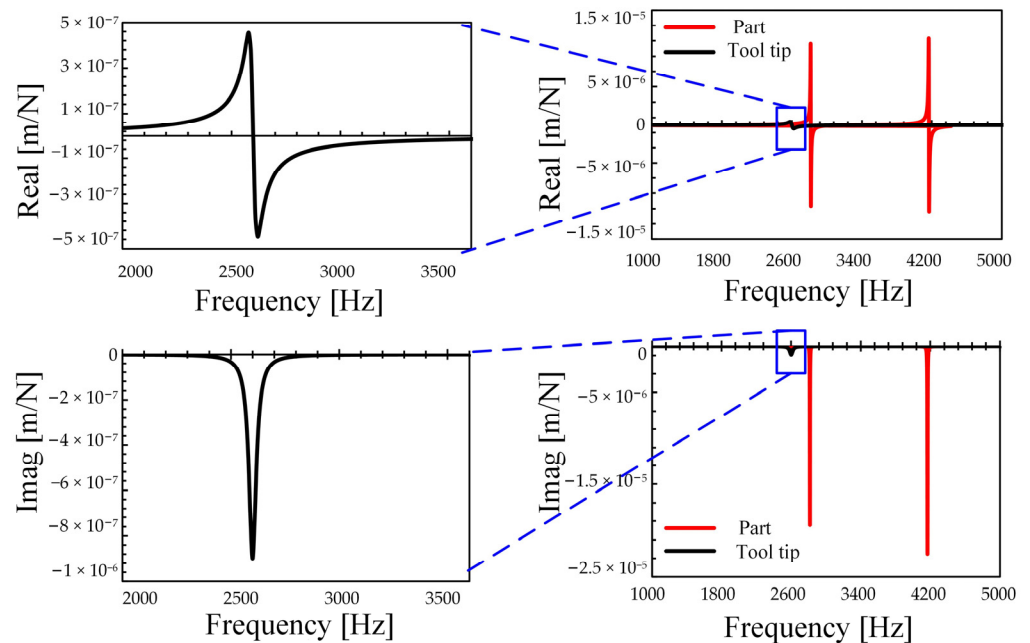 5 × 10⁻⁷
3 × 10⁻⁷
1 × 10⁻⁷
−1 × 10⁻⁷
−3 × 10⁻⁷
−5 × 10⁻⁷
Real [m/N]
2000 2500 3000 3500
Frequency [Hz]
1.5 × 10⁻⁵
5 × 10⁻⁶
0
−5 × 10⁻⁶
−1.5 × 10⁻⁵
Real [m/N]
Part
Tool tip
1000 1800 2600 3400 4200 5000
Frequency [Hz]
0
−2 × 10⁻⁷
−4 × 10⁻⁷
−6 × 10⁻⁷
−8 × 10⁻⁷
−1 × 10⁻⁶
Imag [m/N]
2000 2500 3000 3500
Frequency [Hz]
0
−5 × 10⁻⁶
−1.5 × 10⁻⁵
−2.5 × 10⁻⁵
Imag [m/N]
Part
Tool tip
1000 1800 2600 3400 4200 5000
Frequency [Hz]